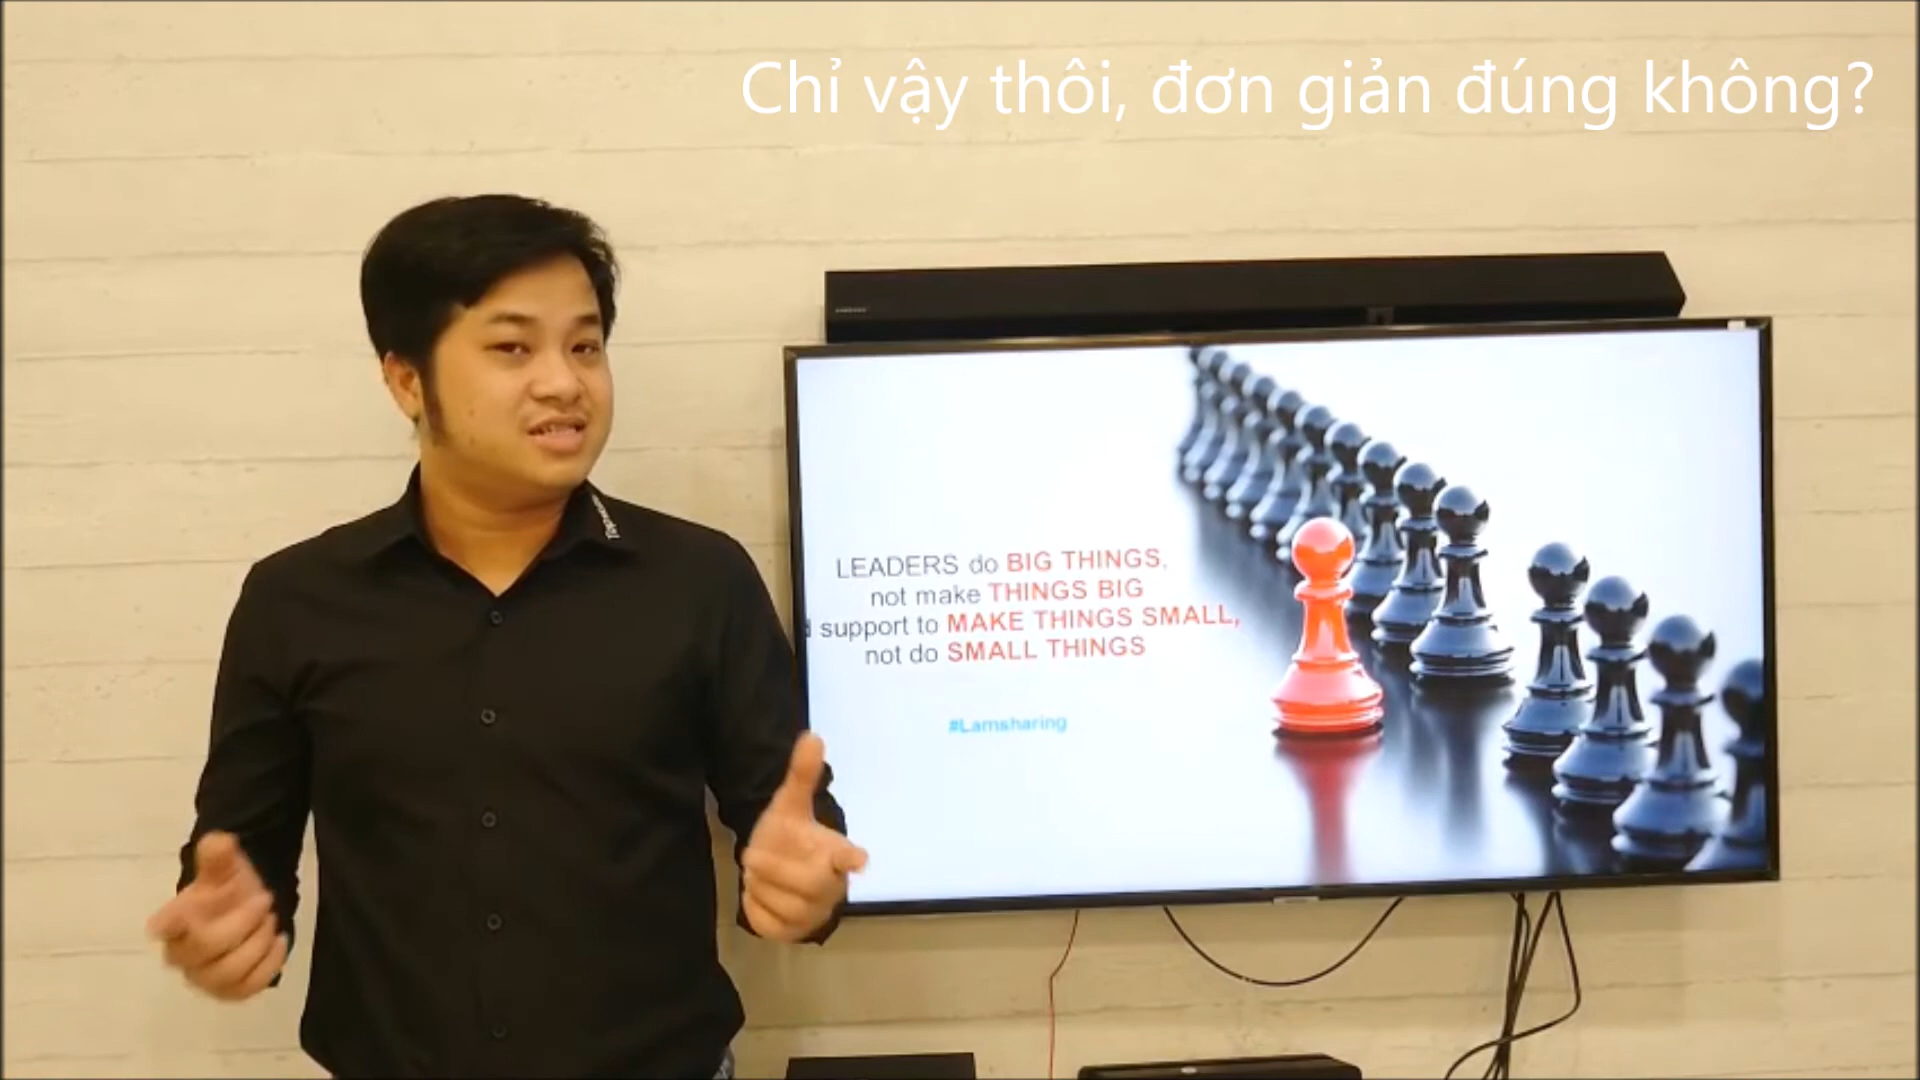 Chỉ vậy thôi, đơn giản đúng không?
LEADERS do BIG THINGS,
not make THINGS BIG
support to MAKE THINGS SMALL,
not do SMALL THINGS
#Lamsharing